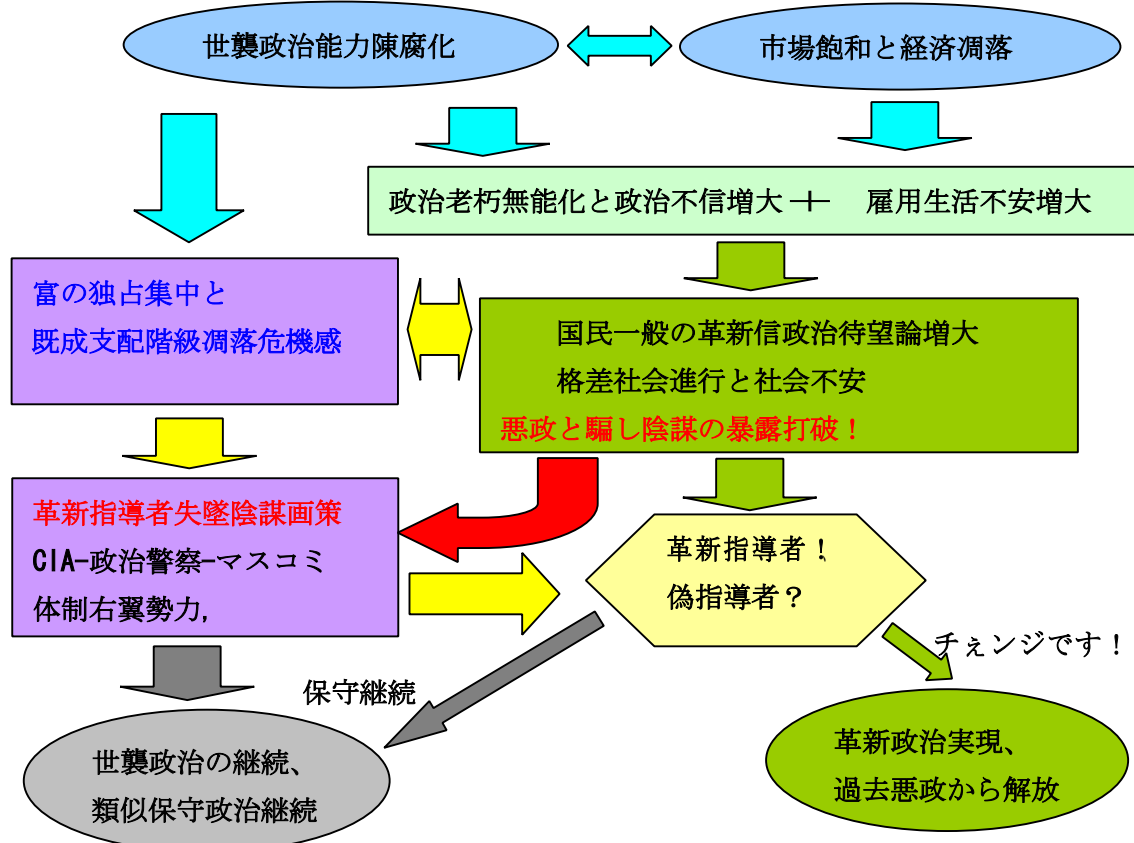 世襲政治能力陳腐化
市場飽和と経済凋落
政治老朽無能化と政治不信増大 ＋ 雇用生活不安増大
富の独占集中と
既成支配階級凋落危機感
国民一般の革新信政治待望論増大
格差社会進行と社会不安
悪政と騙し陰謀の暴露打破！
革新指導者失墜陰謀画策
CIA-政治警察-マスコミ
体制右翼勢力,
革新指導者！
偽指導者？
チェンジです！
保守継続
世襲政治の継続、
類似保守政治継続
革新政治実現、
過去悪政から解放